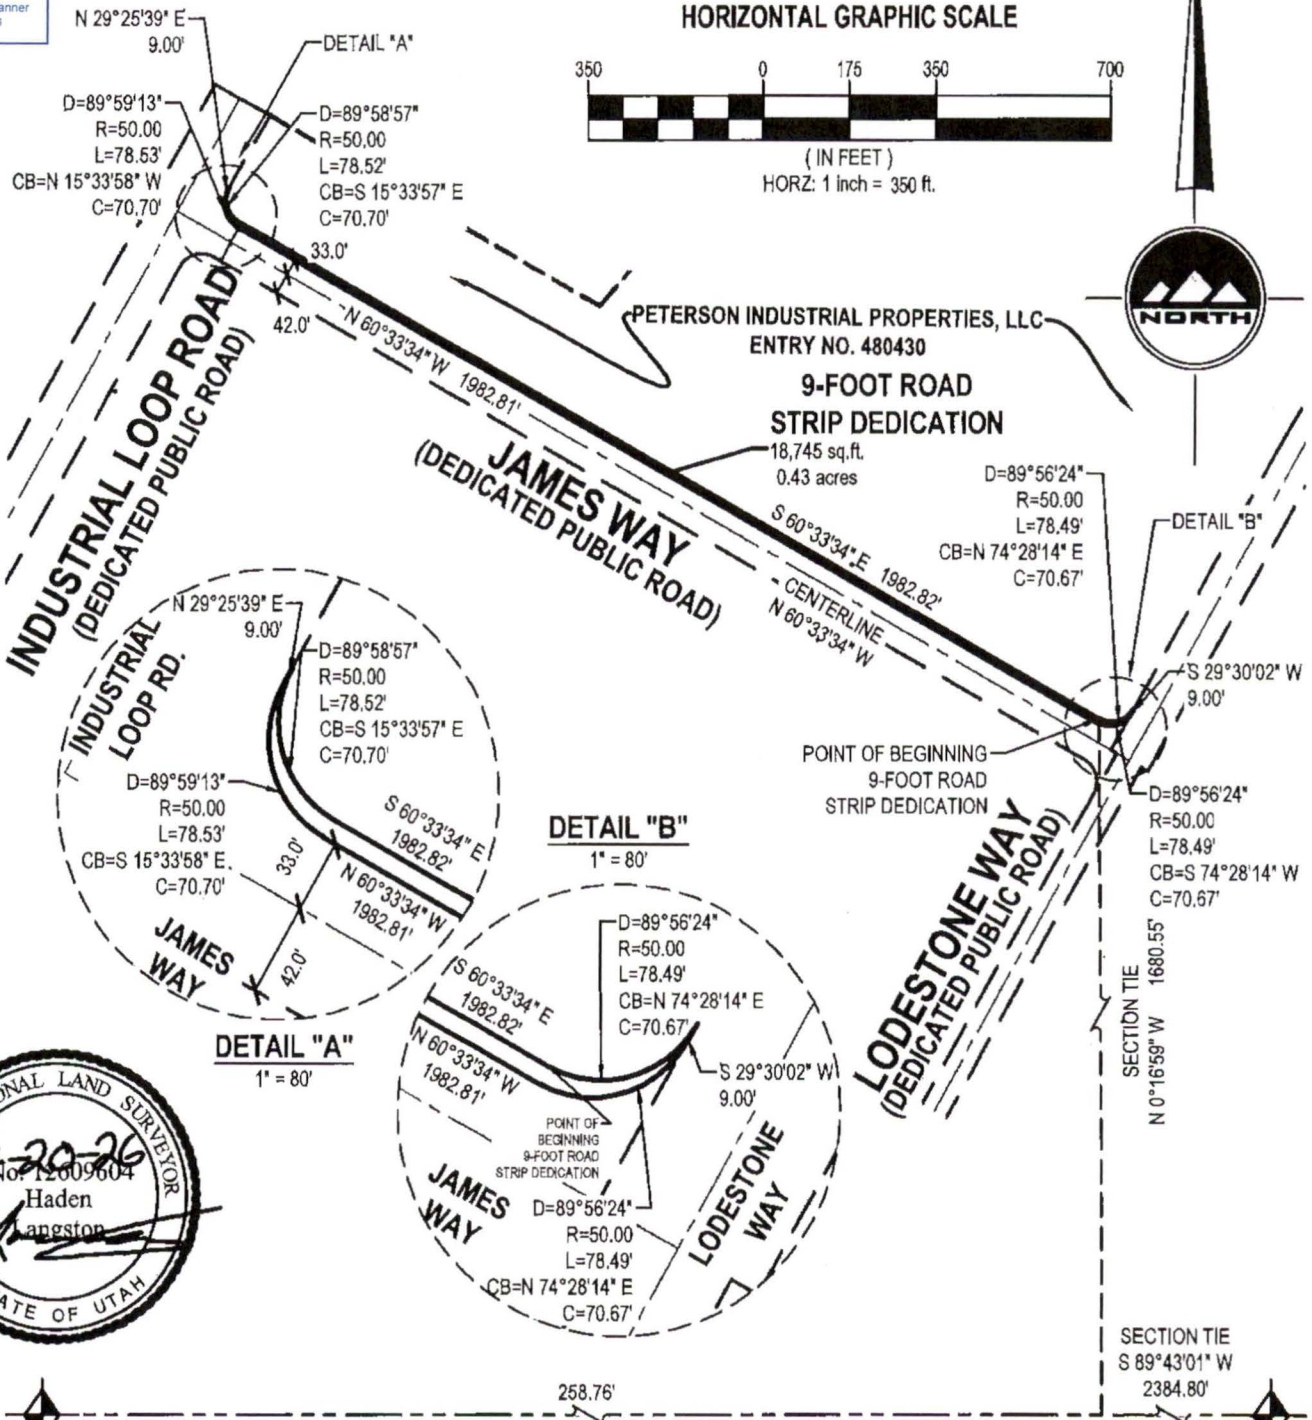 anner
N 29°25'39" E
9.00'
DETAIL "A"
D=89°59'13"
R=50.00
L=78.53'
CB=N 15°33'58" W
C=70.70'
D=89°58'57"
R=50.00
L=78.52'
CB=S 15°33'57" E
C=70.70'
HORIZONTAL GRAPHIC SCALE
350 0 175 350 700
( IN FEET )
HORZ: 1 inch = 350 ft.
NORTH
33.0'
42.0'
N 60°33'34" W 1982.81'
PETERSON INDUSTRIAL PROPERTIES, LLC
ENTRY NO. 480430
9-FOOT ROAD
STRIP DEDICATION
18,745 sq.ft.
0.43 acres
INDUSTRIAL LOOP ROAD
(DEDICATED PUBLIC ROAD)
JAMES WAY
(DEDICATED PUBLIC ROAD)
S 60°33'34" E 1982.82'
CENTERLINE
N 60°33'34" W
D=89°56'24"
R=50.00
L=78.49'
CB=N 74°28'14" E
C=70.67'
DETAIL "B"
S 29°30'02" W
9.00'
POINT OF BEGINNING
9-FOOT ROAD
STRIP DEDICATION
D=89°56'24"
R=50.00
L=78.49'
CB=S 74°28'14" W
C=70.67'
LODESTONE WAY
(DEDICATED PUBLIC ROAD)
SECTION TIE
N 0°16'59" W 1680.55'
N 29°25'39" E
9.00'
INDUSTRIAL
LOOP RD.
D=89°58'57"
R=50.00
L=78.52'
CB=S 15°33'57" E
C=70.70'
D=89°59'13"
R=50.00
L=78.53'
CB=S 15°33'58" E
C=70.70'
S 60°33'34" E
1982.82'
33.0'
N 60°33'34" W
1982.81'
JAMES
WAY
42.0'
DETAIL "A"
1" = 80'
DETAIL "B"
1" = 80'
D=89°56'24"
R=50.00
L=78.49'
CB=N 74°28'14" E
C=70.67'
S 60°33'34" E
1982.82'
N 60°33'34" W
1982.81'
S 29°30'02" W
9.00'
POINT OF
BEGINNING
9-FOOT ROAD
STRIP DEDICATION
JAMES
WAY
D=89°56'24"
R=50.00
L=78.49'
CB=N 74°28'14" E
C=70.67'
LODESTONE
WAY
ONAL LAND SURVEYOR
-20-26
No. 12609604
Haden
Langston
ATE OF UTAH
258.76'
SECTION TIE
S 89°43'01" W
2384.80'